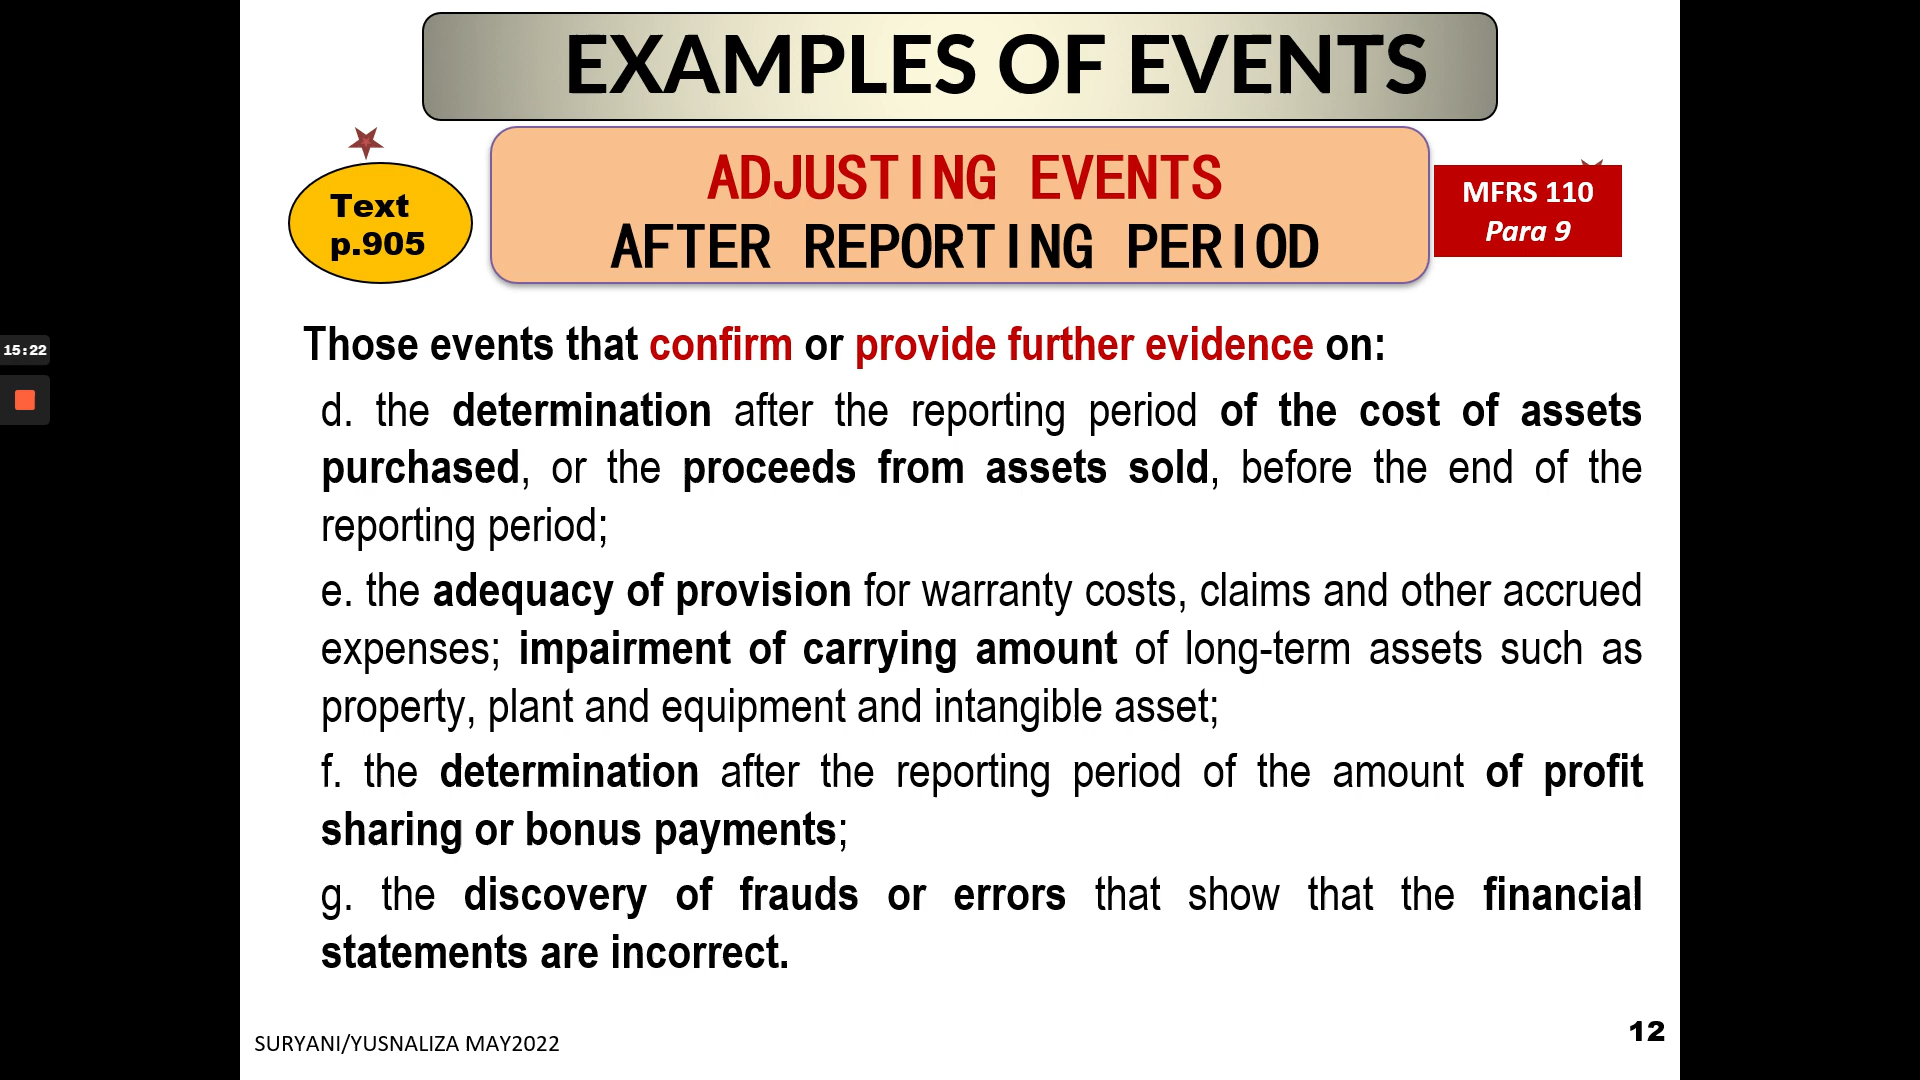 EXAMPLES OF EVENTS
Text
p.905
ADJUSTING EVENTS
AFTER REPORTING PERIOD
MFRS 110
Para 9
15:22
Those events that confirm or provide further evidence on:
d. the determination after the reporting period of the cost of assets
purchased, or the proceeds from assets sold, before the end of the
reporting period;
e. the adequacy of provision for warranty costs, claims and other accrued
expenses; impairment of carrying amount of long-term assets such as
property, plant and equipment and intangible asset;
f. the determination after the reporting period of the amount of profit
sharing or bonus payments;
g. the discovery of frauds or errors that show that the financial
statements are incorrect.
SURYANI/YUSNALIZA MAY2022
12